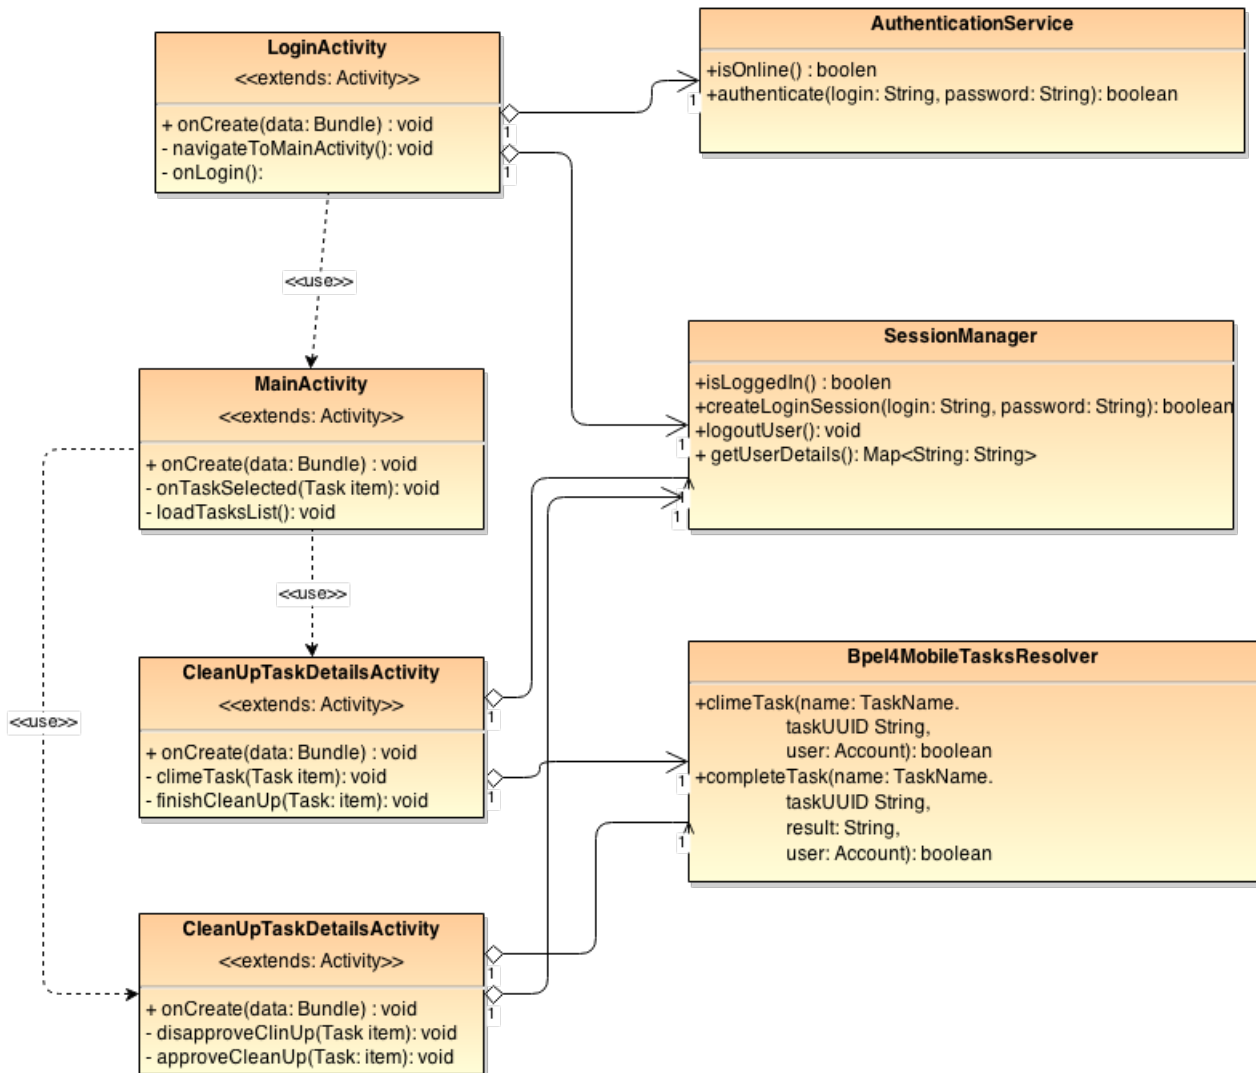 LoginActivity
<<extends: Activity>>
+ onCreate(data: Bundle) : void
- navigateToMainActivity(): void
- onLogin():
1
1
AuthenticationService
+isOnline() : boolen
+authenticate(login: String, password: String): boolean
1
<<use>>
MainActivity
<<extends: Activity>>
+ onCreate(data: Bundle) : void
- onTaskSelected(Task item): void
- loadTasksList(): void
SessionManager
+isLoggedIn() : boolen
+createLoginSession(login: String, password: String): boolean
+logoutUser(): void
+ getUserDetails(): Map<String: String>
1
1
<<use>>
<<use>>
CleanUpTaskDetailsActivity
<<extends: Activity>>
+ onCreate(data: Bundle) : void
- climeTask(Task item): void
- finishCleanUp(Task: item): void
1
1
Bpel4MobileTasksResolver
+climeTask(name: TaskName.
taskUUID String,
user: Account): boolean
+completeTask(name: TaskName.
taskUUID String,
result: String,
user: Account): boolean
1
1
CleanUpTaskDetailsActivity
<<extends: Activity>>
+ onCreate(data: Bundle) : void
- disapproveClinUp(Task item): void
- approveCleanUp(Task: item): void
1
1